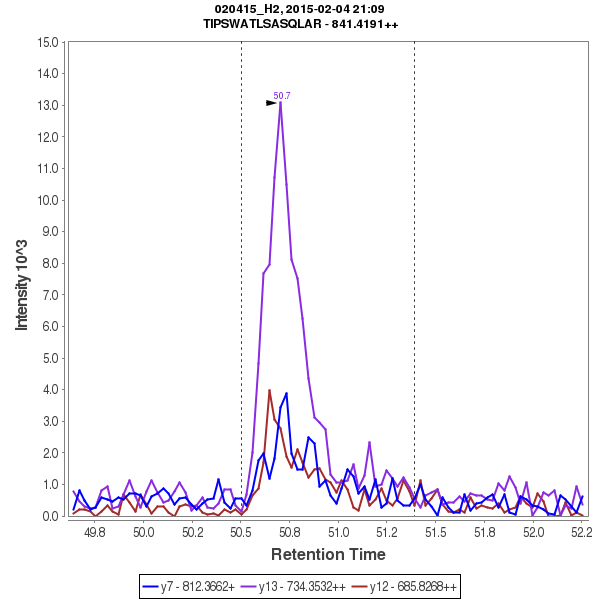 020415_H2, 2015-02-04 21:09
TIPSWATLSASQLAR - 841.4191++
15.0
14.0
13.0
12.0
11.0
10.0
9.0
8.0
7.0
6.0
5.0
4.0
3.0
2.0
1.0
0.0
Intensity 10^3
50.7
49.8 50.0 50.2 50.5 50.8 51.0 51.2 51.5 51.8 52.0 52.2
Retention Time
y7 - 812.3662+ y13 - 734.3532++ y12 - 685.8268++